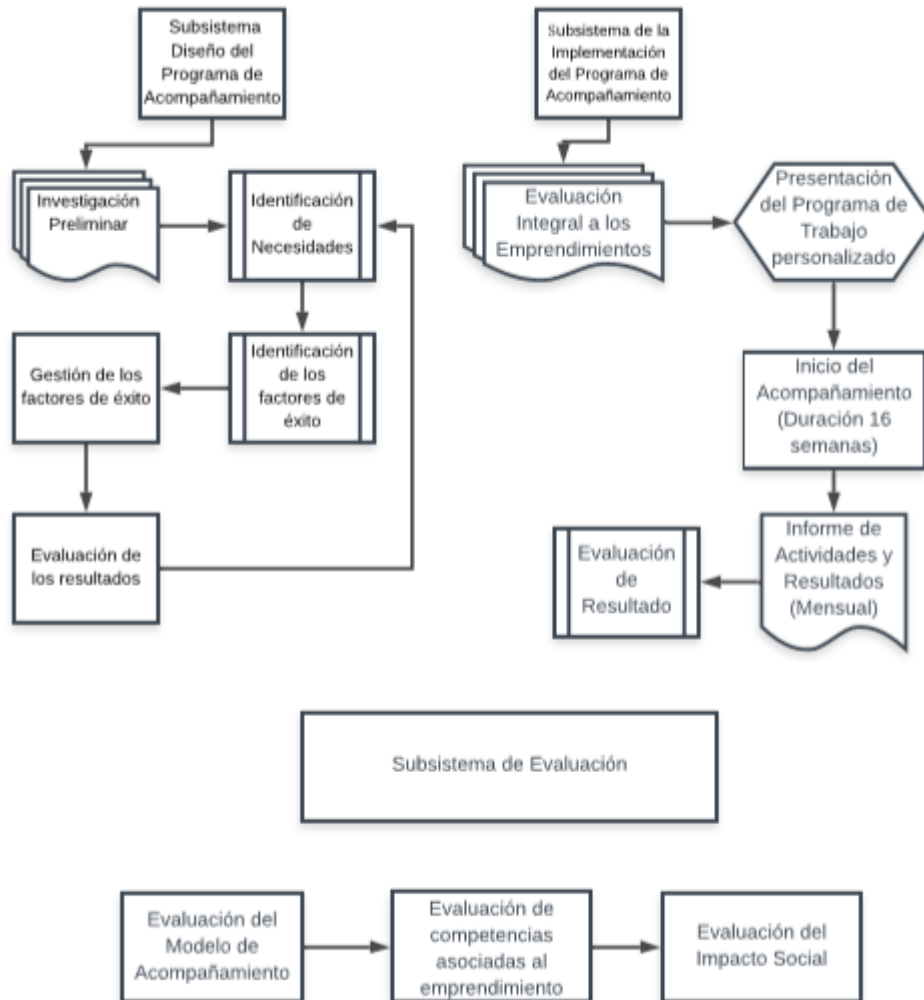 Subsistema
Diseño del
Programa de
Acompañamiento
Subsistema de la
Implementación
del Programa de
Acompañamiento
Investigación
Preliminar
Identificación
de
Necesidades
Evaluación
Integral a los
Emprendimientos
Presentación
del Programa de
Trabajo
personalizado
Gestión de los
factores de éxito
Identificación
de los
factores de
éxito
Inicio del
Acompañamiento
(Duración 16
semanas)
Evaluación de
los resultados
Evaluación
de
Resultado
Informe de
Actividades y
Resultados
(Mensual)
Subsistema de Evaluación
Evaluación del
Modelo de
Acompañamiento
Evaluación de
competencias
asociadas al
emprendimiento
Evaluación del
Impacto Social